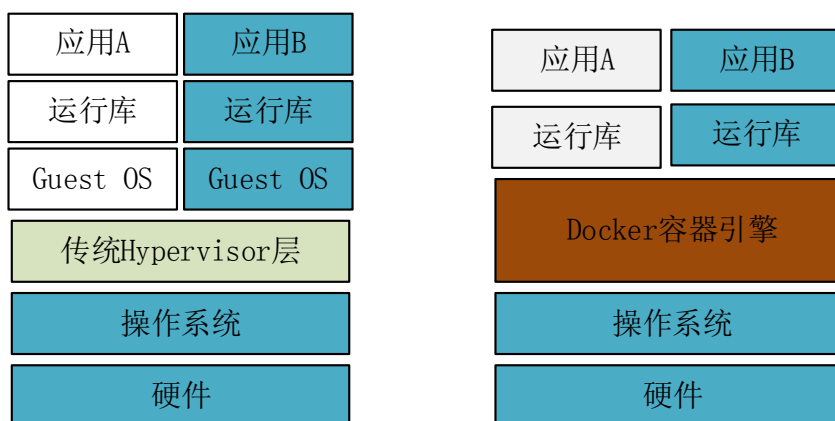 应用A
应用B
运行库
运行库
Guest OS
Guest OS
传统Hypervisor层
操作系统
硬件
应用A
应用B
运行库
运行库
Docker容器引擎
操作系统
硬件